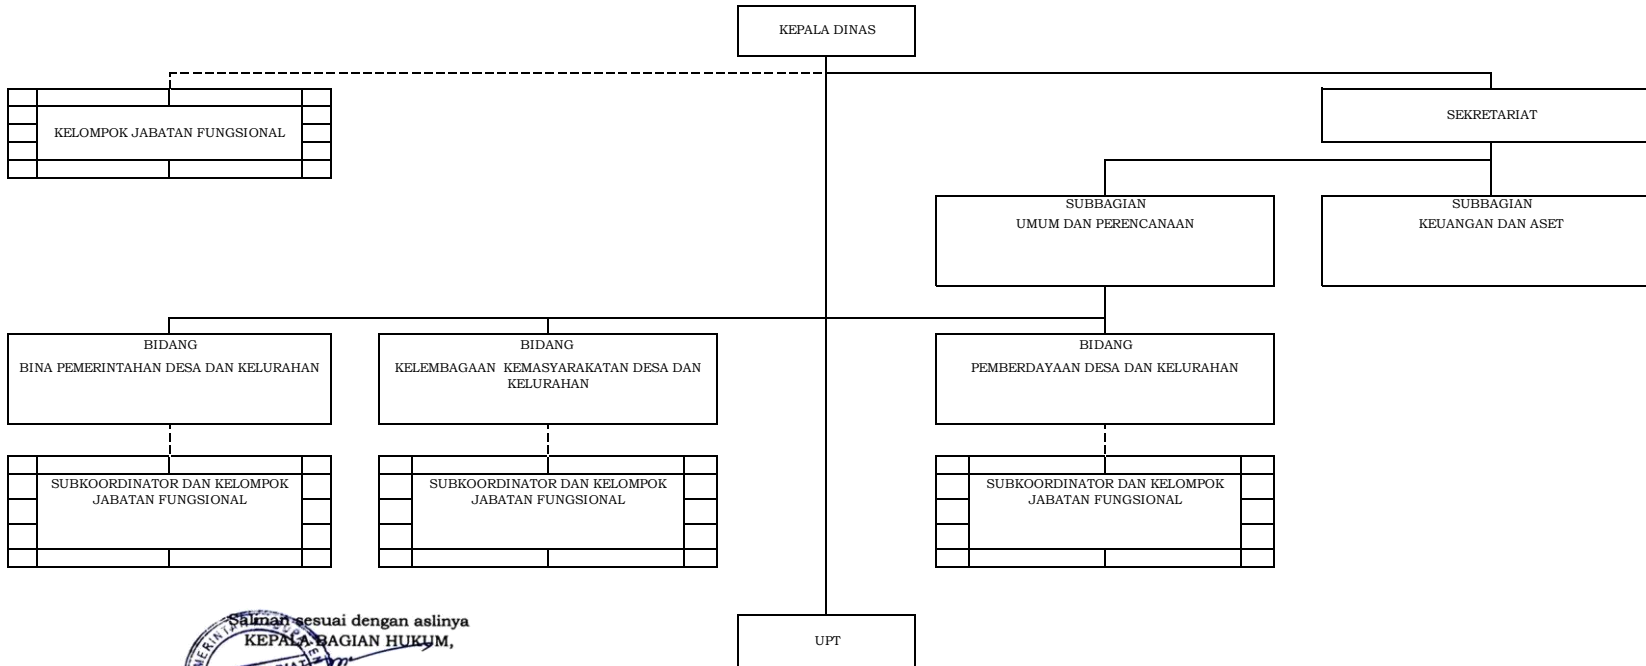 KEPALA DINAS
KELOMPOK JABATAN FUNGSIONAL
SEKRETARIAT
SUBBAGIAN
UMUM DAN PERENCANAAN
SUBBAGIAN
KEUANGAN DAN ASET
BIDANG
BINA PEMERINTAHAN DESA DAN KELURAHAN
BIDANG
KELEMBAGAAN KEMASYARAKATAN DESA DAN
KELURAHAN
BIDANG
PEMBERDAYAAN DESA DAN KELURAHAN
SUBKOORDINATOR DAN KELOMPOK
JABATAN FUNGSIONAL
SUBKOORDINATOR DAN KELOMPOK
JABATAN FUNGSIONAL
SUBKOORDINATOR DAN KELOMPOK
JABATAN FUNGSIONAL
Salinan sesuai dengan aslinya
KEPALA BAGIAN HUKUM,
UPT